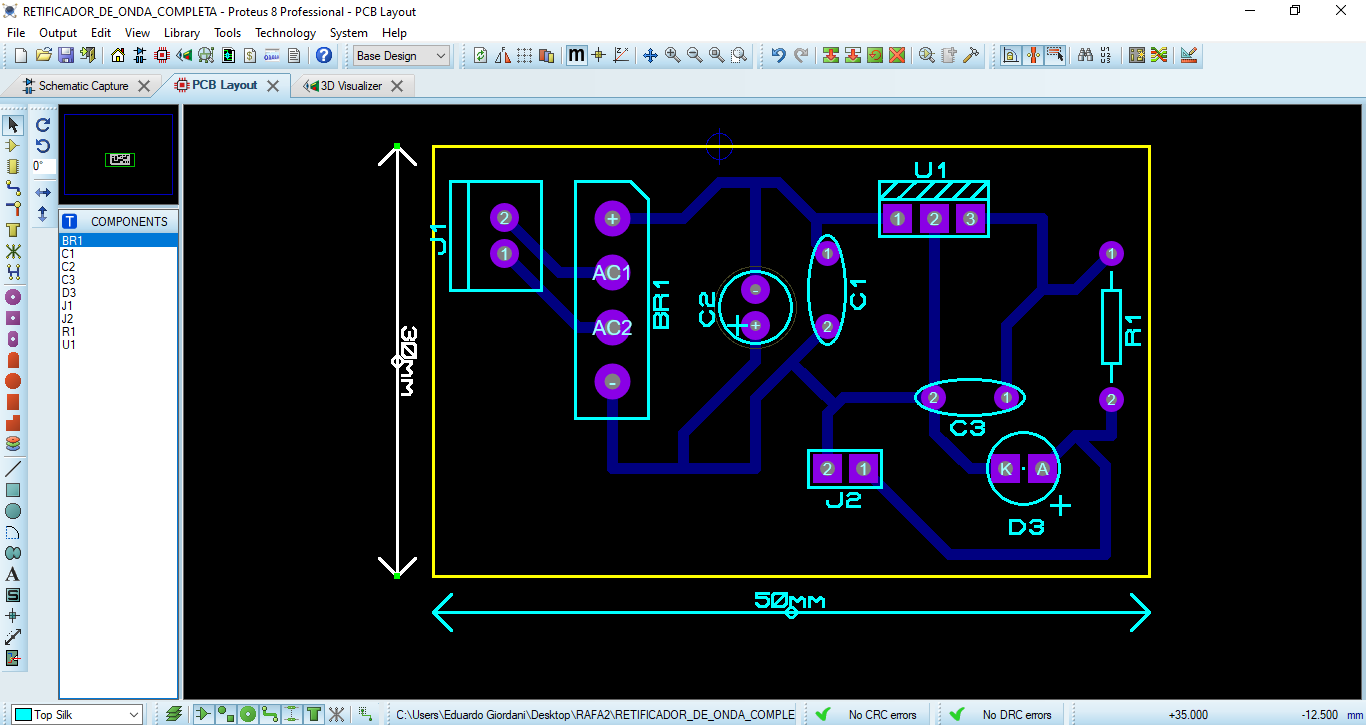 RETIFICADOR_DE_ONDA_COMPLETA - Proteus 8 Professional - PCB Layout
File Output Edit View Library Tools Technology System Help
Base Design
m
Schematic Capture
PCB Layout
3D Visualizer
0°
T COMPONENTS
BR1
C1
C2
C3
D3
J1
J2
R1
U1
30mm
50mm
J1
2
1
BR1
+
AC1
AC2
-
C2
-
+
+
C1
1
2
U1
1 2 3
R1
1
2
C3
2 1
J2
2 1
D3
K A
+
Top Silk
C:\Users\Eduardo Giordani\Desktop\RAFA2\RETIFICADOR_DE_ONDA_COMPLE
No CRC errors
No DRC errors
+35.000
-12.500 mm